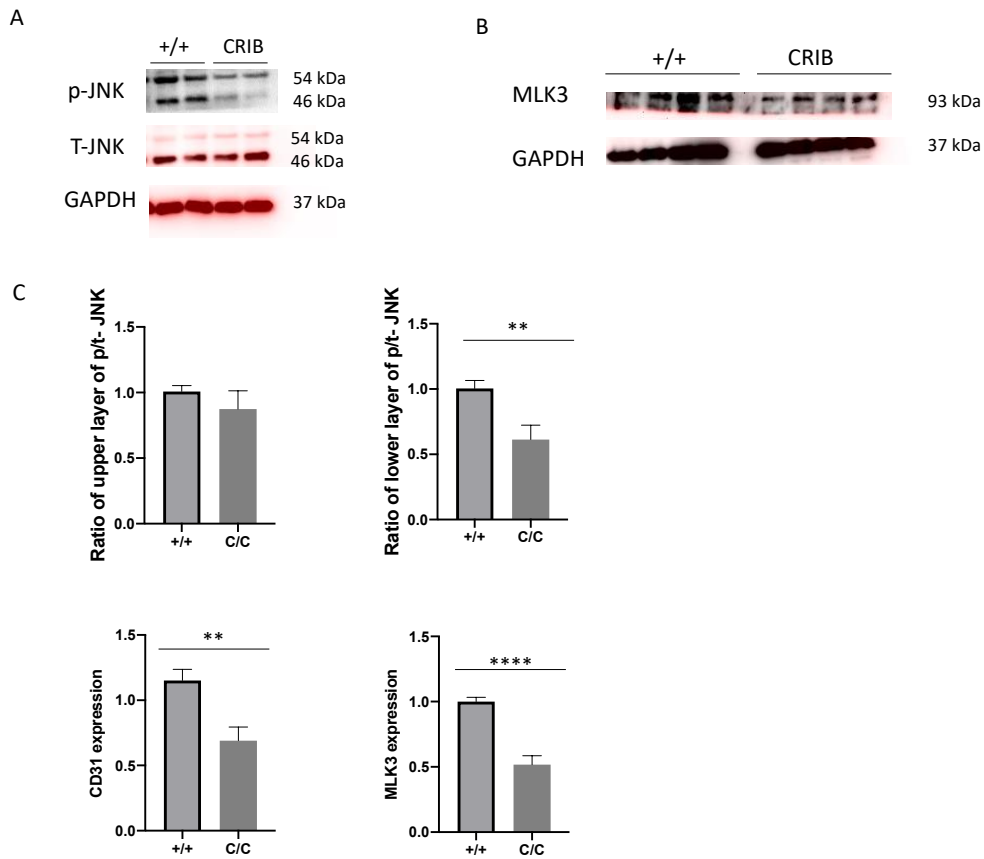 A
+/+ CRIB
p-JNK
54 kDa
46 kDa
T-JNK
54 kDa
46 kDa
GAPDH
37 kDa
B
+/+ CRIB
MLK3
93 kDa
GAPDH
37 kDa
C
Ratio of upper layer of p/t- JNK
1.5
1.0
0.5
0.0
+/+ C/C
Ratio of lower layer of p/t- JNK
**
1.5
1.0
0.5
0.0
+/+ C/C
CD31 expression
**
1.5
1.0
0.5
0.0
+/+ C/C
MLK3 expression
****
1.5
1.0
0.5
0.0
+/+ C/C